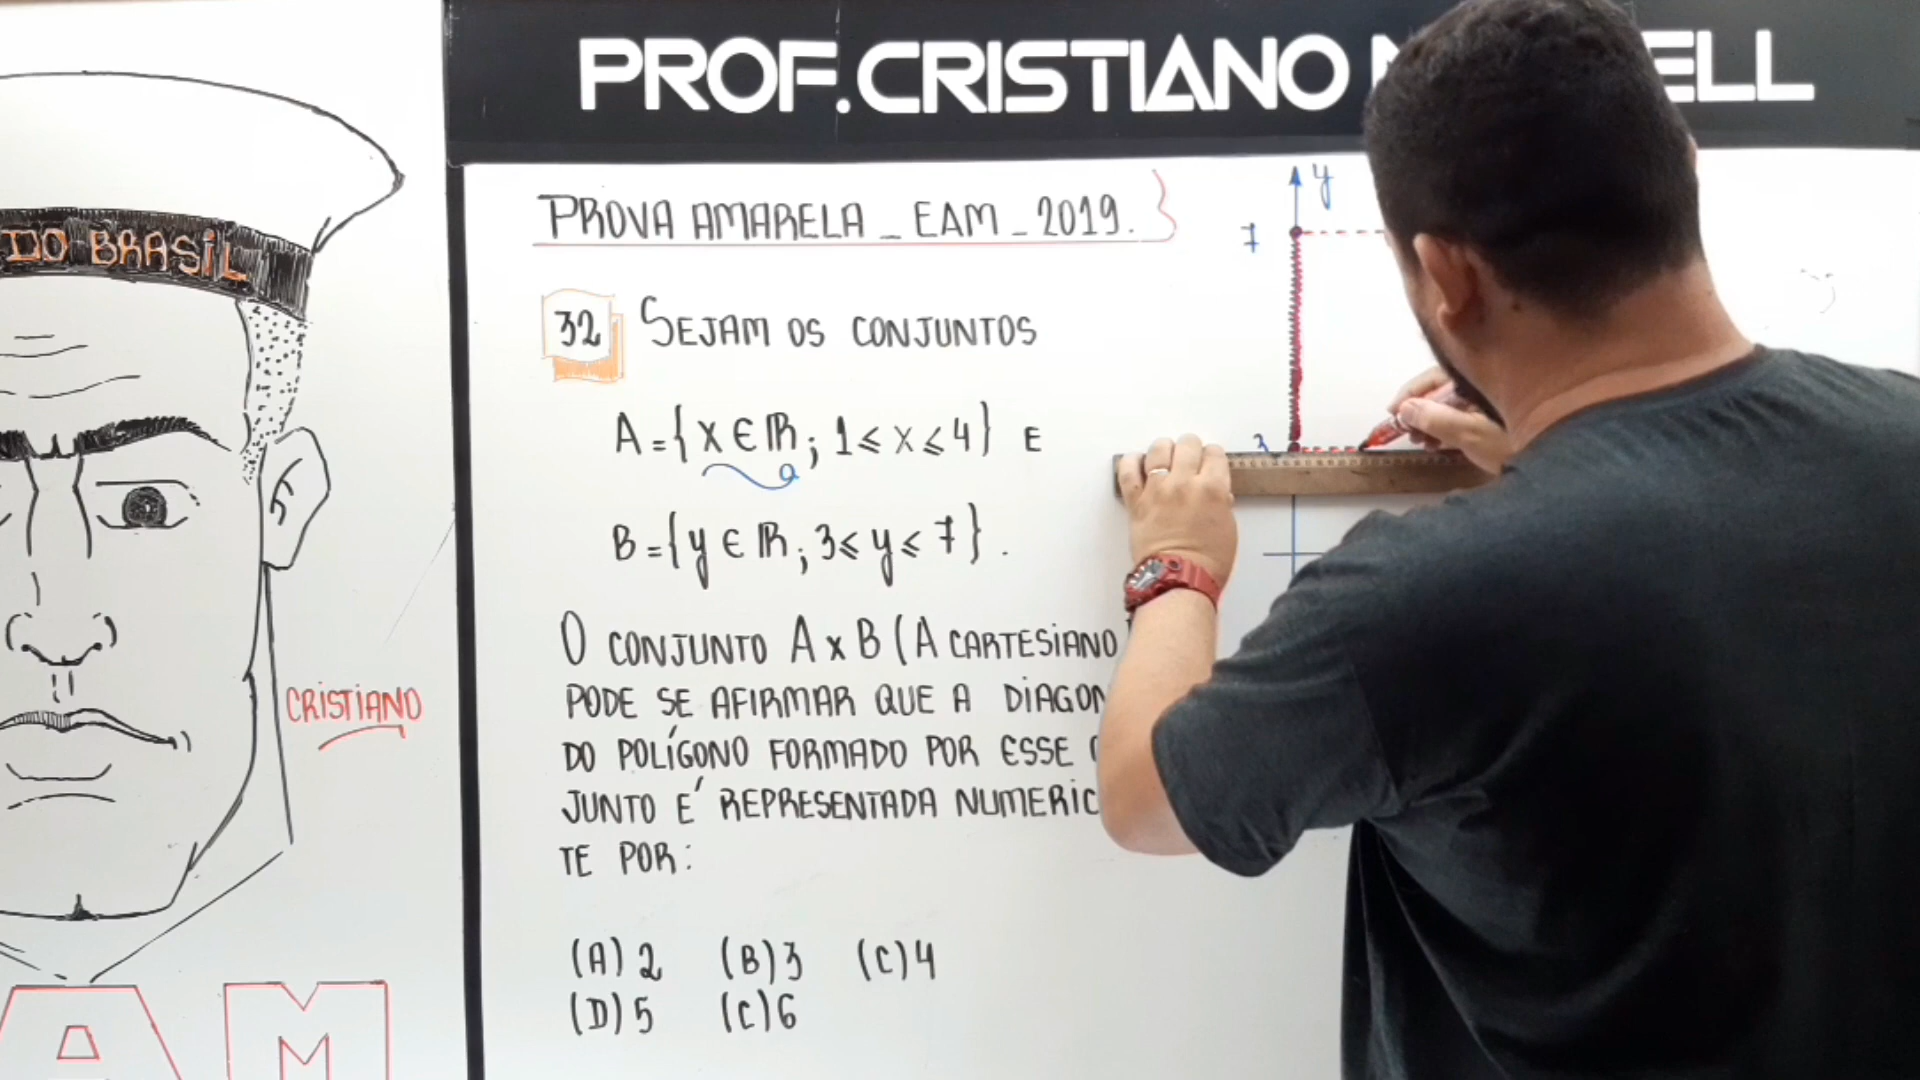 PROF. CRISTIANO ELL
DO BRASIL
PROVA AMARELA _ EAM _ 2019.
y
7
32 SEJAM OS CONJUNTOS
A = { x ∈ ℝ ; 1 ⩽ x ⩽ 4 } E
3
B = { y ∈ ℝ ; 3 ⩽ y ⩽ 7 } .
O CONJUNTO A x B ( A CARTESIANO
PODE SE AFIRMAR QUE A DIAGON
DO POLÍGONO FORMADO POR ESSE
JUNTO É REPRESENTADA NUMERIC
TE POR:
(A) 2 (B) 3 (C) 4
(D) 5 (C) 6
CRISTIANO
AM